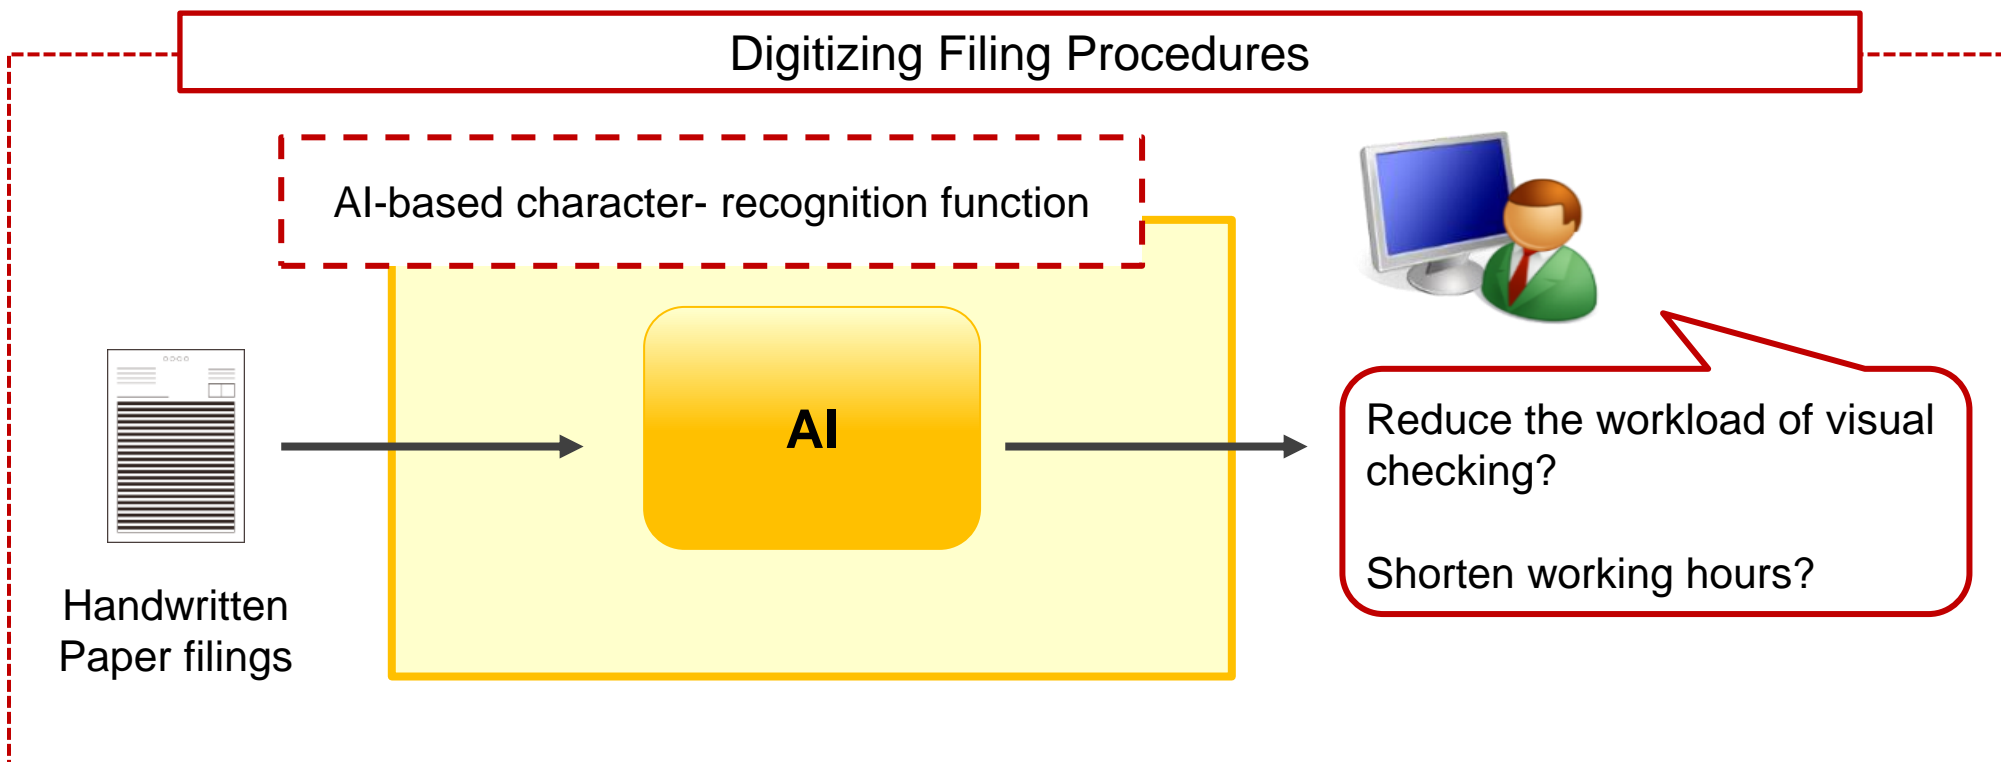 Digitizing Filing Procedures
AI-based character- recognition function
AI
Handwritten
Paper filings
Reduce the workload of visual
checking?
Shorten working hours?